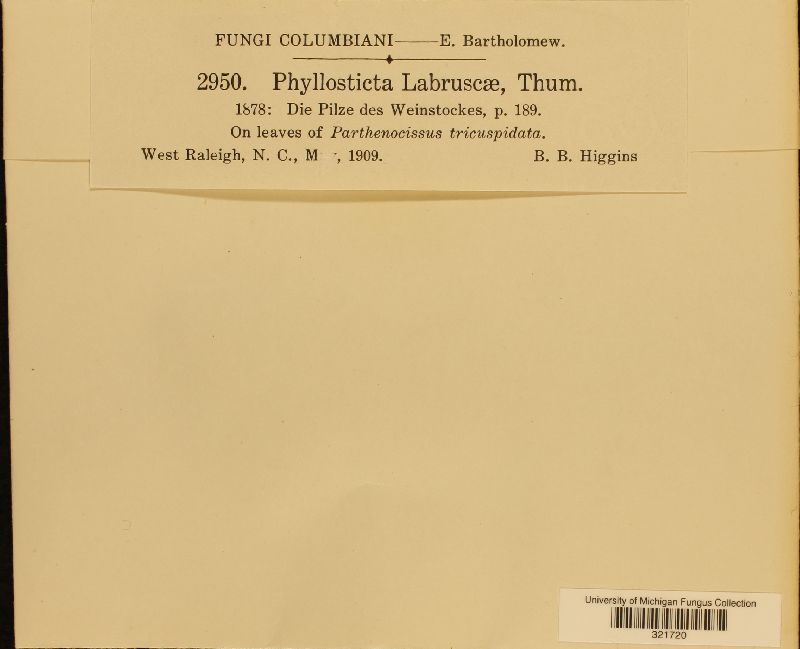 FUNGI COLUMBIANI——E. Bartholomew.
2950. Phyllosticta Labruscæ, Thum.
1878: Die Pilze des Weinstockes, p. 189.
On leaves of Parthenocissus tricuspidata.
West Raleigh, N. C., , 1909. B. B. Higgins
University of Michigan Fungus Collection
321720